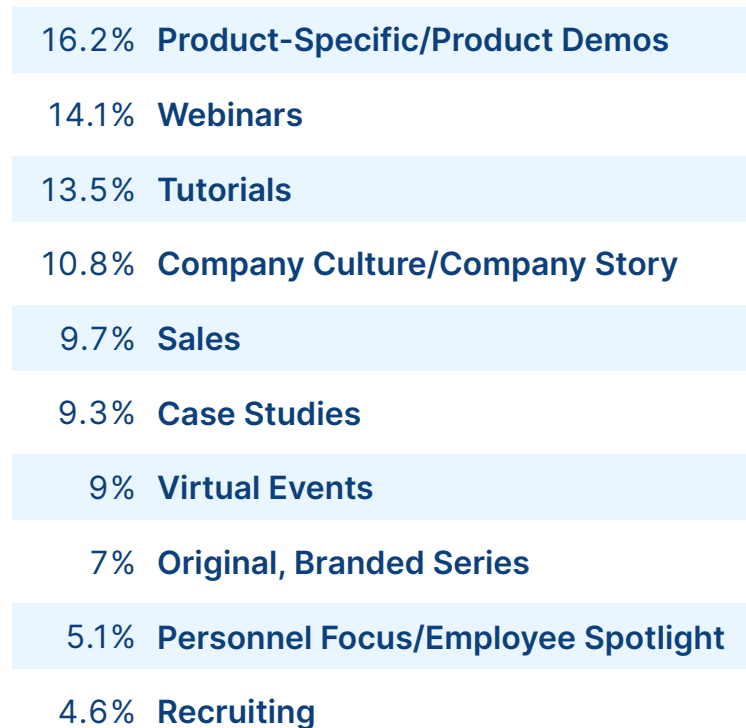 16.2% Product-Specific/Product Demos
14.1% Webinars
13.5% Tutorials
10.8% Company Culture/Company Story
9.7% Sales
9.3% Case Studies
9% Virtual Events
7% Original, Branded Series
5.1% Personnel Focus/Employee Spotlight
4.6% Recruiting